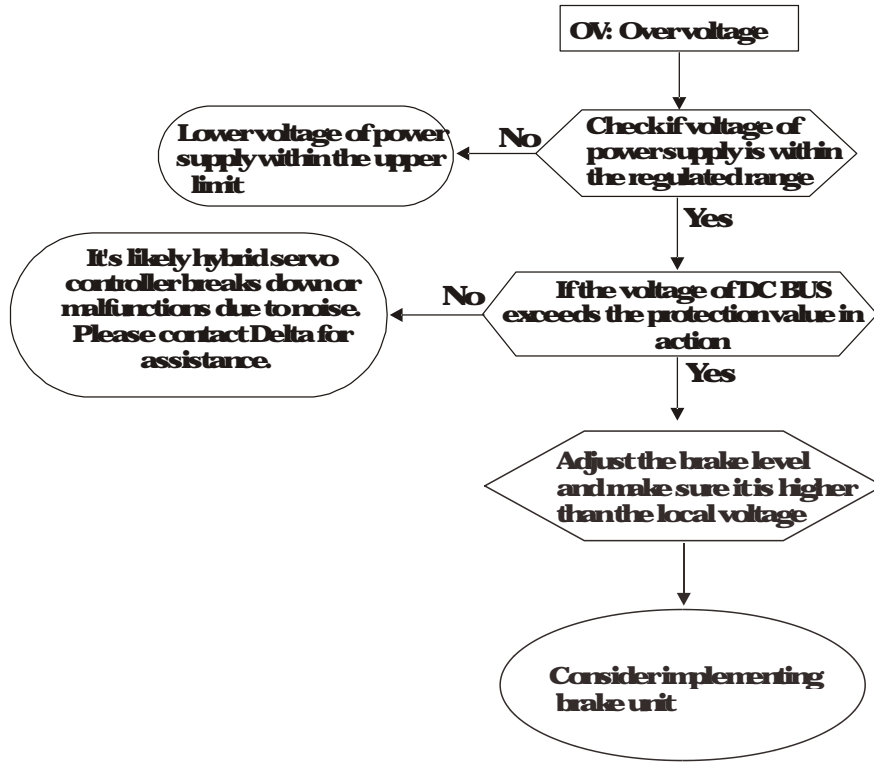 OV: Over voltage
Check if voltage of
power supply is within
the regulated range
No
Lower voltage of power
supply within the upper
limit
Yes
If the voltage of DC BUS
exceeds the protection value in
action
No
It's likely hybrid servo
controller breaks down or
malfunctions due to noise.
Please contact Delta for
assistance.
Yes
Adjust the brake level
and make sure it is higher
than the local voltage
Consider implementing
brake unit